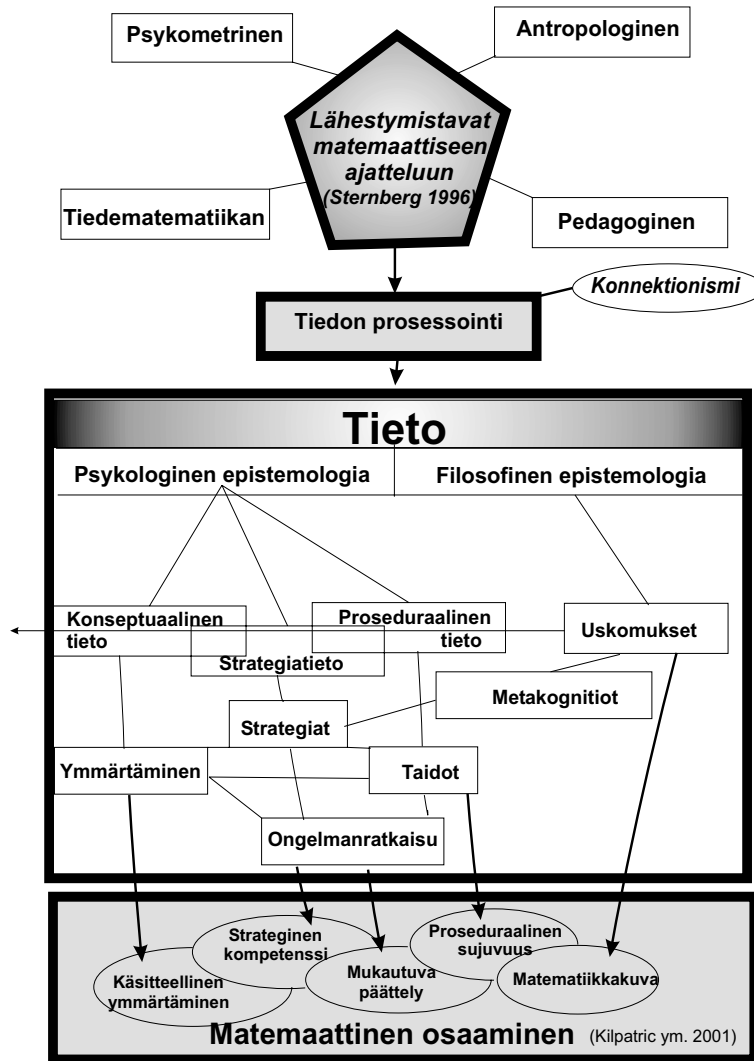 Psykometrinen
Antropologinen
Lähestymistavat
matemaattiseen
ajatteluun
(Sternberg 1996)
Tiedematematiikan
Pedagoginen
Konnektionismi
Tiedon prosessointi
Tieto
Psykologinen epistemologia
Filosofinen epistemologia
Konseptuaalinen
tieto
Proseduraalinen
tieto
Uskomukset
Strategiatieto
Metakognitiot
Strategiat
Ymmärtäminen
Taidot
Ongelmanratkaisu
Strateginen
kompetenssi
Proseduraalinen
sujuvuus
Käsitteellinen
ymmärtäminen
Mukautuva
päättely
Matematiikkakuva
Matemaattinen osaaminen (Kilpatric ym. 2001)